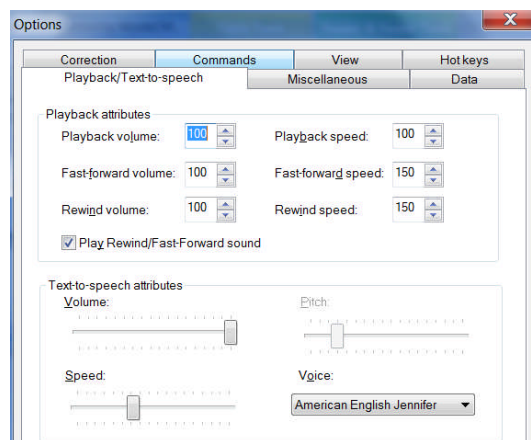 Options
X
Correction Commands View Hot keys
Playback/Text-to-speech Miscellaneous Data
Playback attributes
Playback volume: 100 Playback speed: 100
Fast-forward volume: 100 Fast-forward speed: 150
Rewind volume: 100 Rewind speed: 150
Play Rewind/Fast-Forward sound
Text-to-speech attributes
Volume: Pitch:
Speed: Voice:
American English Jennifer